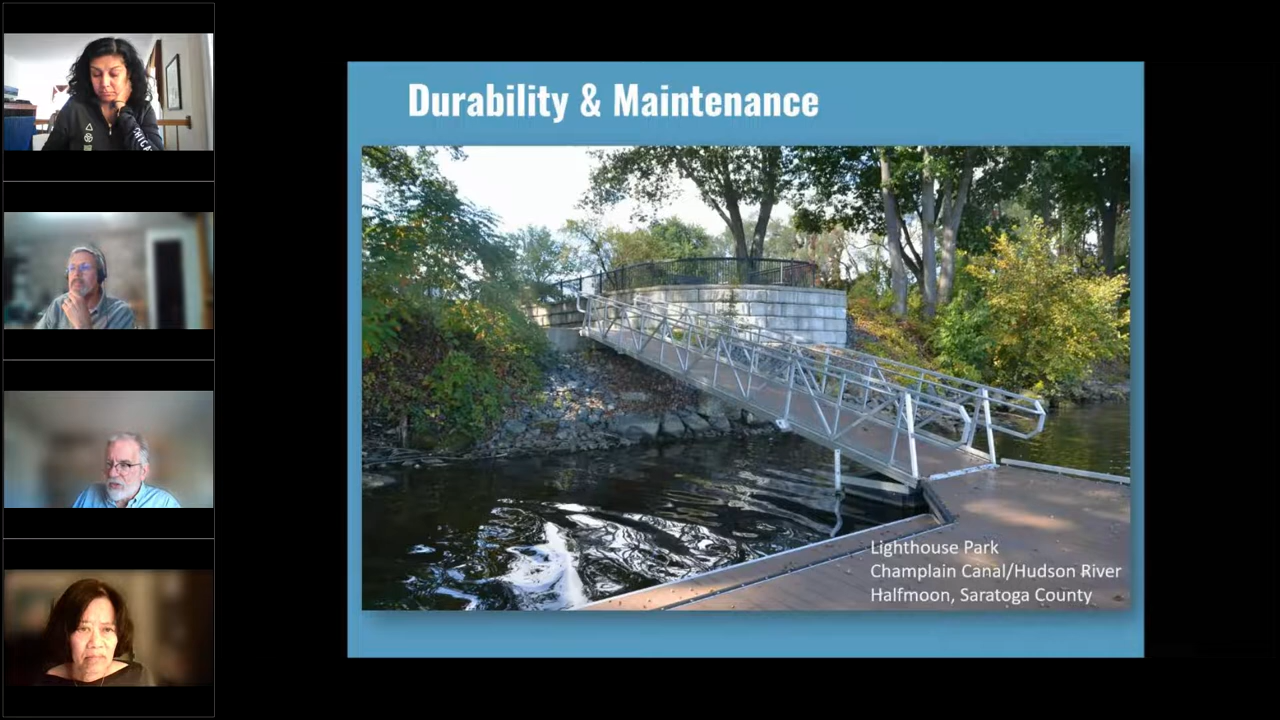 Durability & Maintenance
Lighthouse Park
Champlain Canal/Hudson River
Halfmoon, Saratoga County